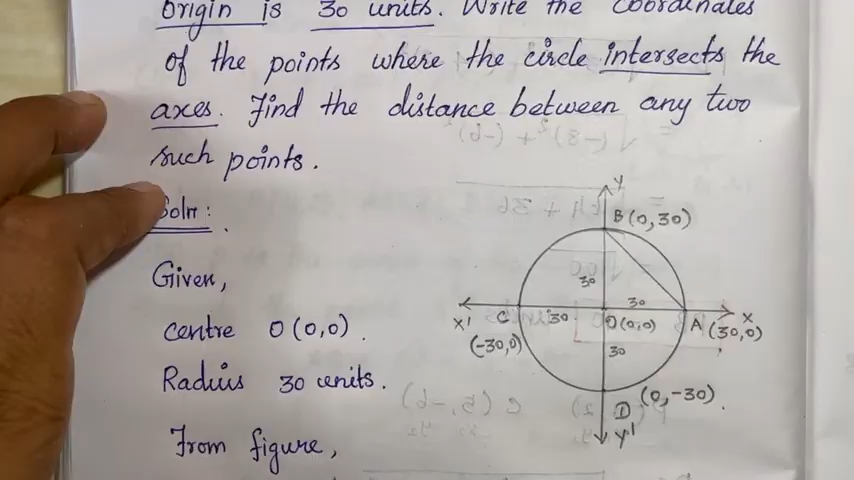 Origin is 30 units. Write the coordinates
of the points where the circle intersects the
axes. Find the distance between any two
such points.
Soln:
Given,
centre O(0,0).
Radius 30 units.
From figure,
Y
B(0,30)
30
30
X' C 30 O(0,0) A (30,0) X
(-30,0)
30
(0,-30)
D
Y'